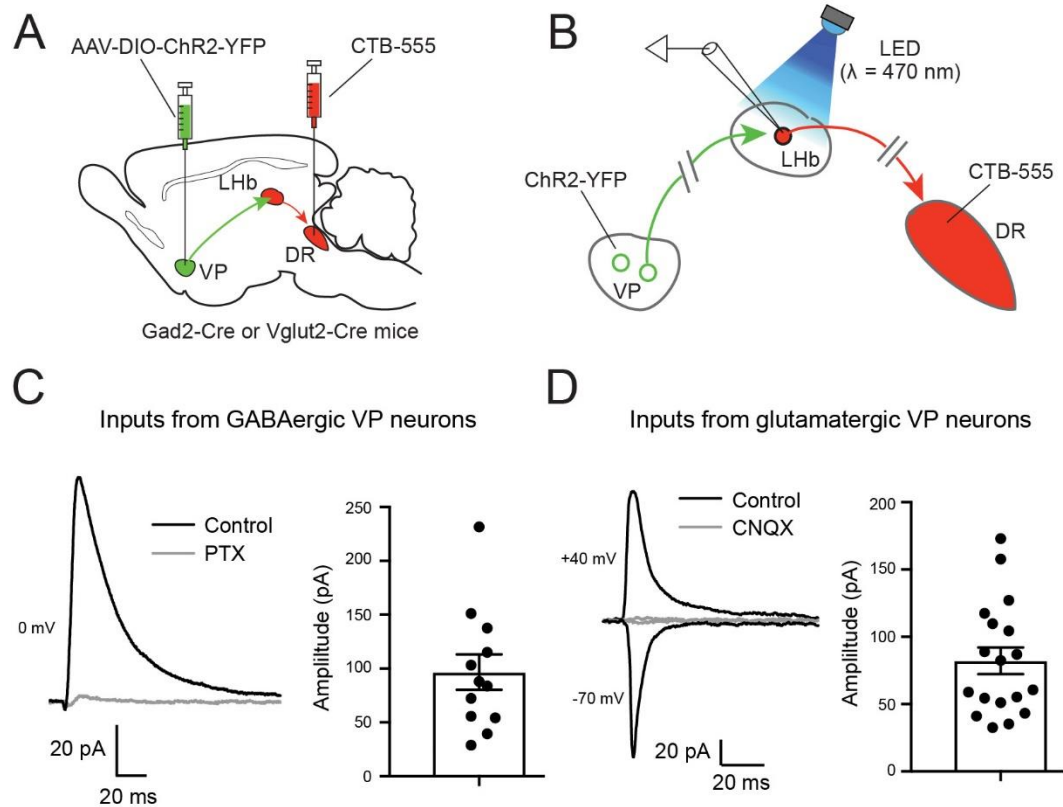 A
AAV-DIO-ChR2-YFP
CTB-555
LHb
VP
DR
Gad2-Cre or Vglut2-Cre mice
B
LED
(λ = 470 nm)
LHb
ChR2-YFP
CTB-555
VP
DR
C
Inputs from GABAergic VP neurons
Control
PTX
0 mV
20 pA
20 ms
Ampliltude (pA)
250
200
150
100
50
0
D
Inputs from glutamatergic VP neurons
Control
CNQX
+40 mV
-70 mV
20 pA
20 ms
Ampliltude (pA)
200
150
100
50
0